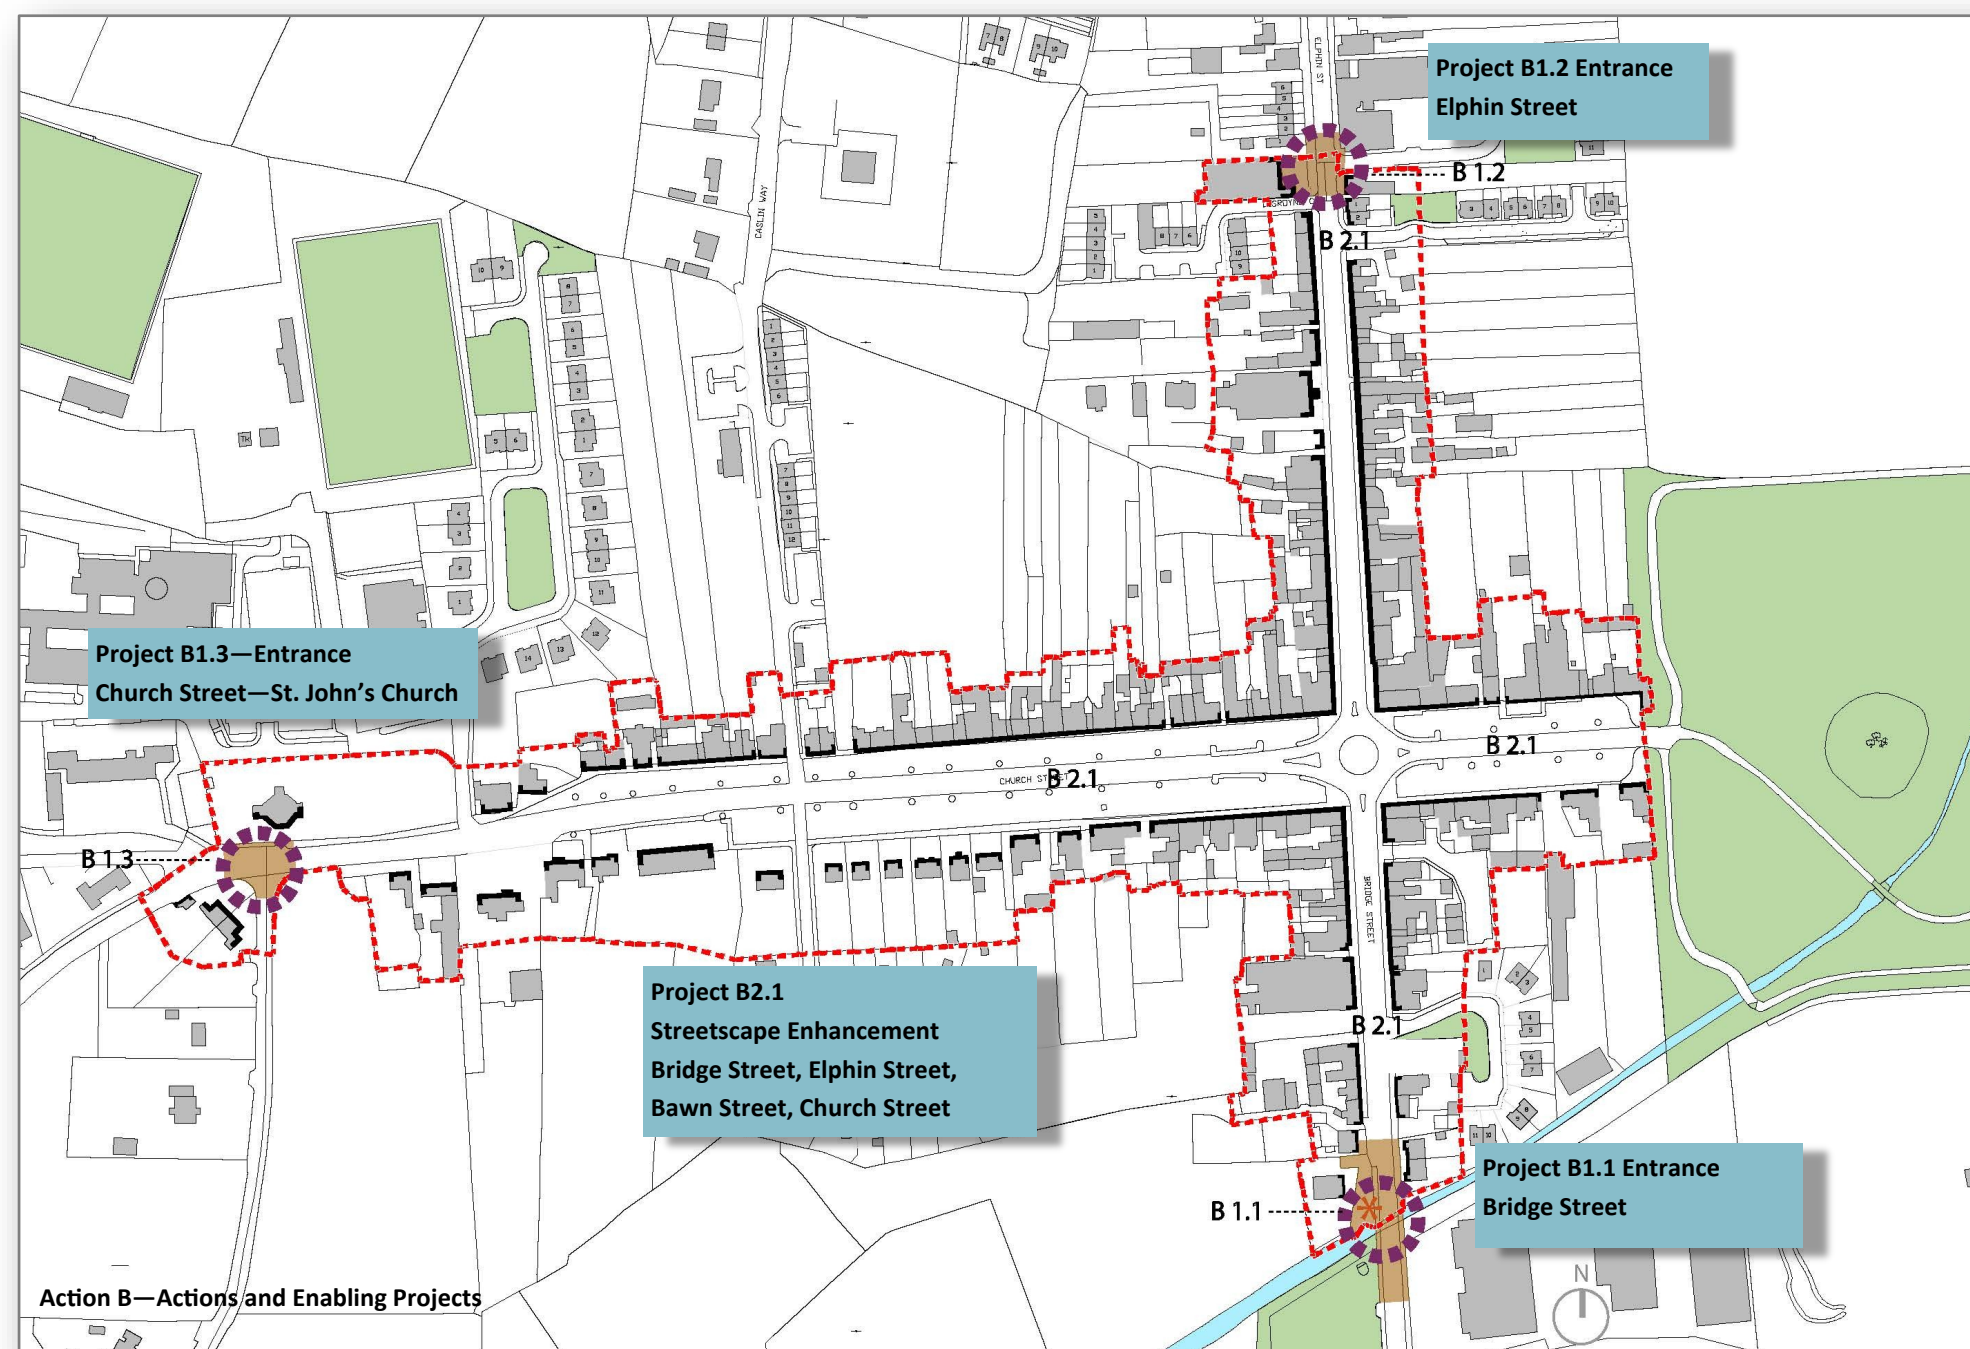 ELPHIN ST
Project B1.2 Entrance
Elphin Street
B 1.2
CASLIN WAY
B 2.1
Project B1.3—Entrance
Church Street—St. John's Church
B 2.1
CHURCH
B 2.1
B 1.3
BRIDGE STREET
Project B2.1
Streetscape Enhancement
Bridge Street, Elphin Street,
Bawn Street, Church Street
B 2.1
Project B1.1 Entrance
Bridge Street
B 1.1
N
Action B—Actions and Enabling Projects